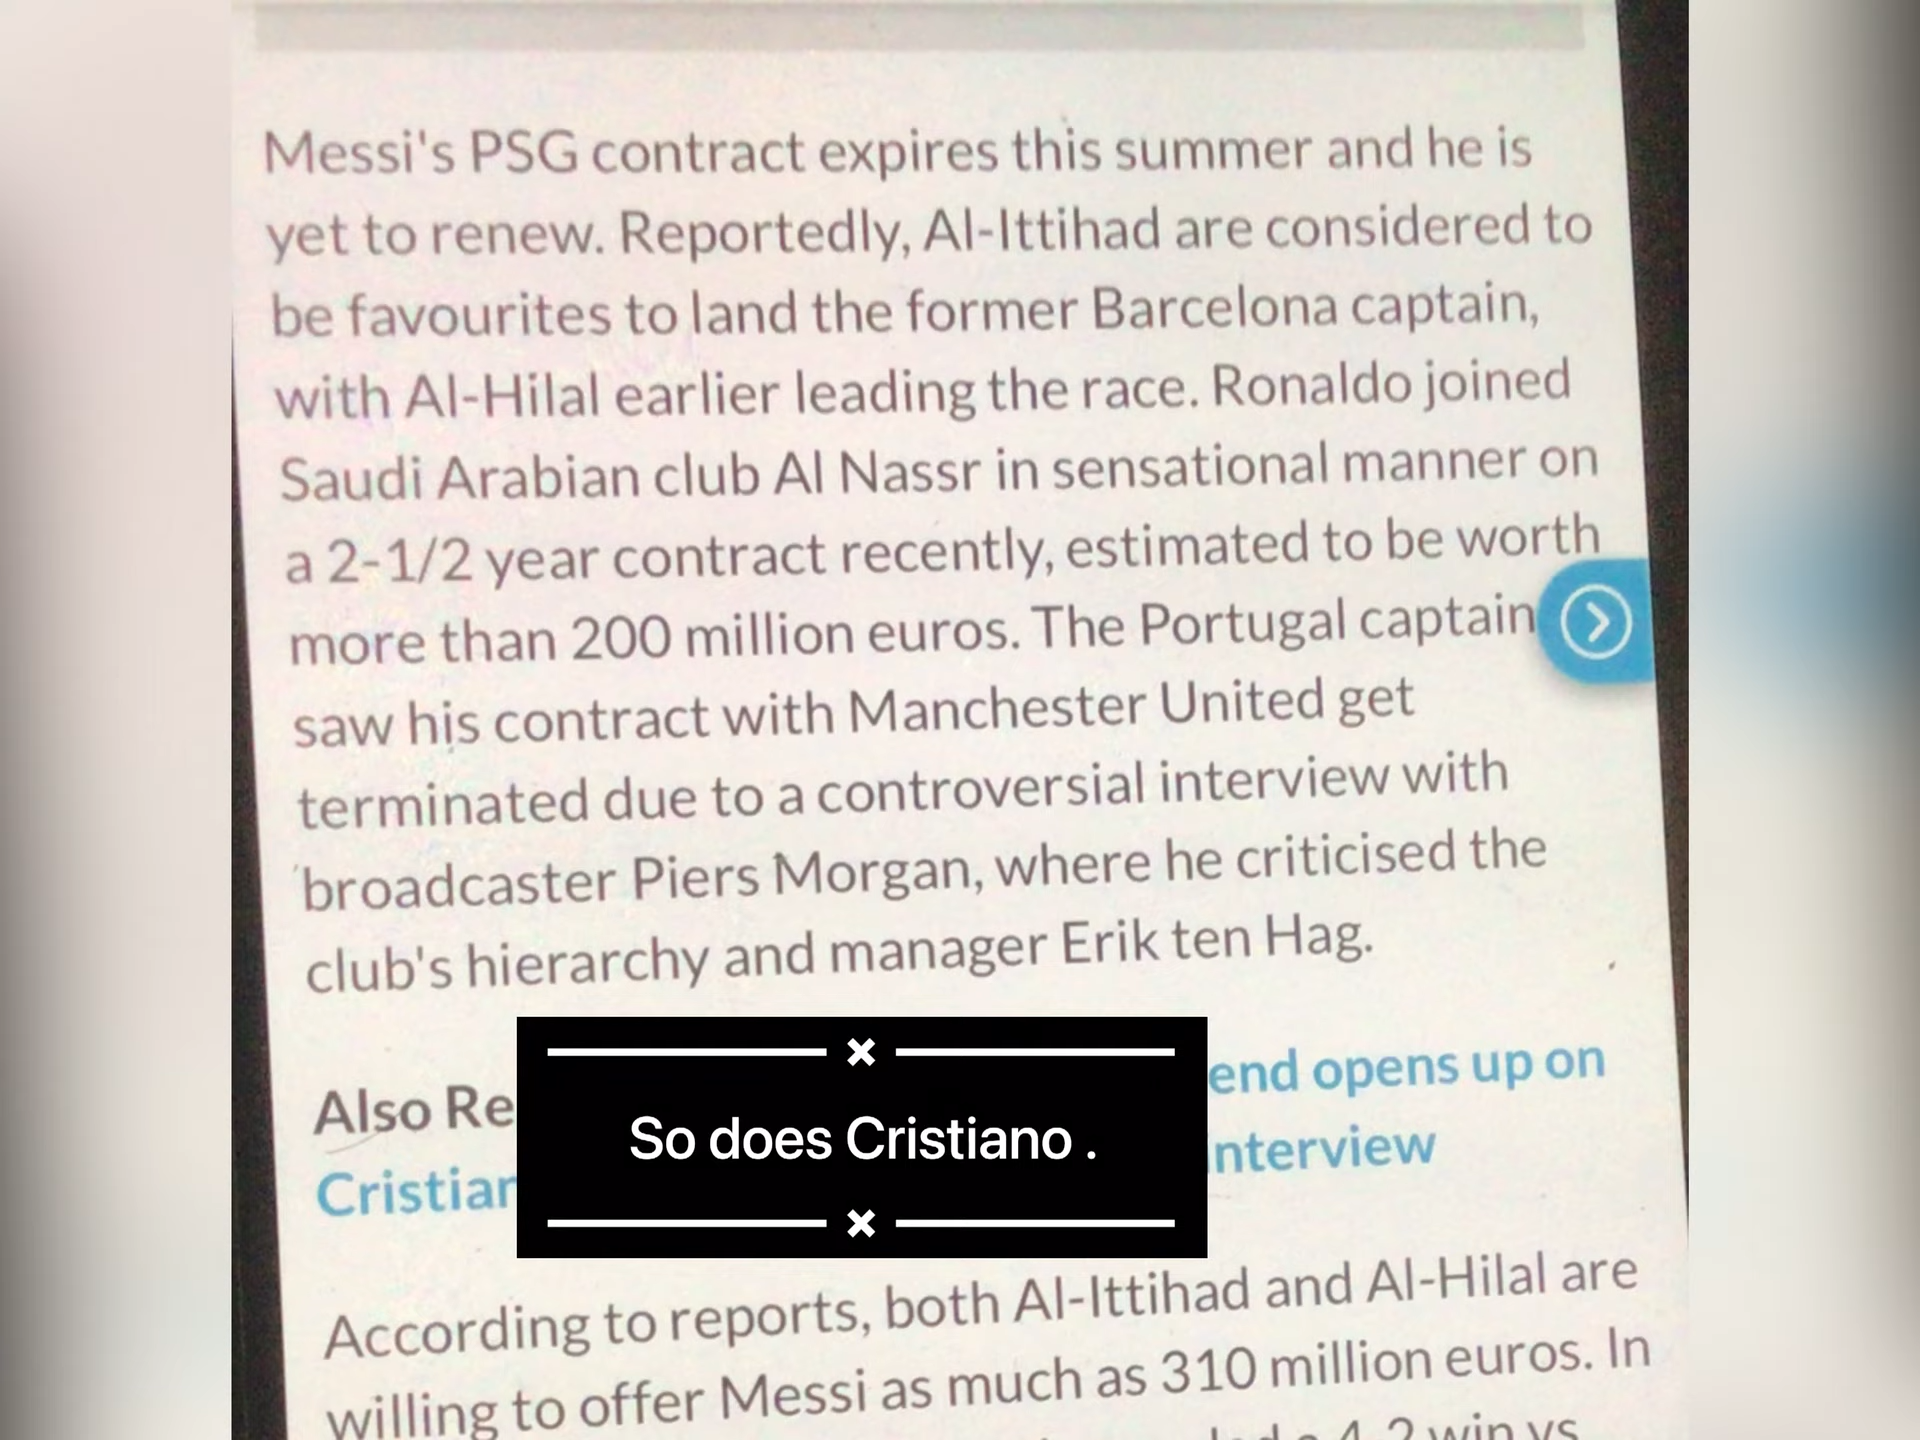 Messi's PSG contract expires this summer and he is
yet to renew. Reportedly, Al-Ittihad are considered to
be favourites to land the former Barcelona captain,
with Al-Hilal earlier leading the race. Ronaldo joined
Saudi Arabian club Al Nassr in sensational manner on
a 2-1/2 year contract recently, estimated to be worth
more than 200 million euros. The Portugal captain
saw his contract with Manchester United get
terminated due to a controversial interview with
broadcaster Piers Morgan, where he criticised the
club's hierarchy and manager Erik ten Hag.
Also Re end opens up on
So does Cristiano .
Cristian nterview
According to reports, both Al-Ittihad and Al-Hilal are
willing to offer Messi as much as 310 million euros. In
4-2 win vs